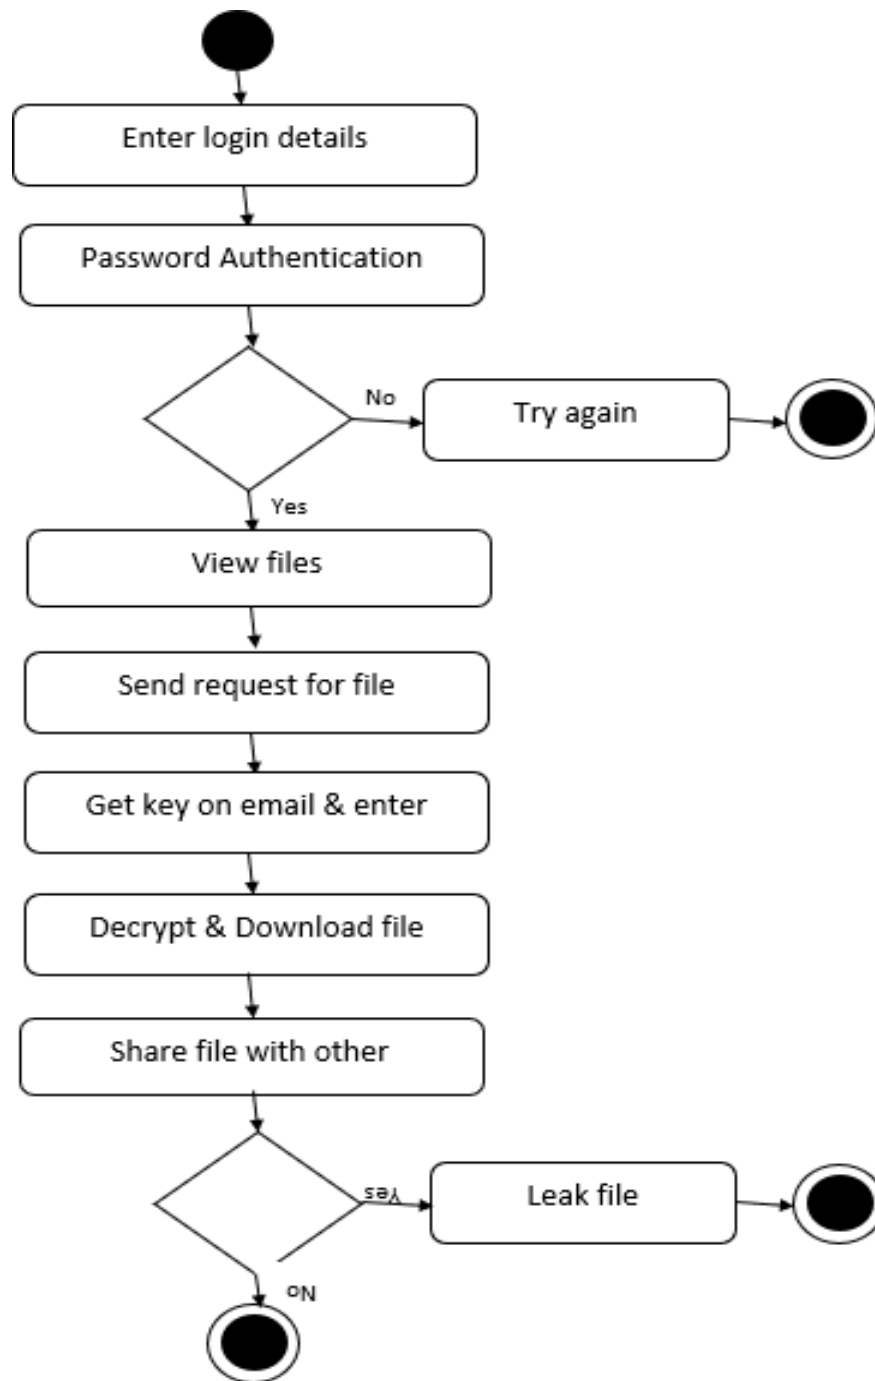 Enter login details
Password Authentication
No
Try again
Yes
View files
Send request for file
Get key on email & enter
Decrypt & Download file
Share file with other
Yes
Leak file
No